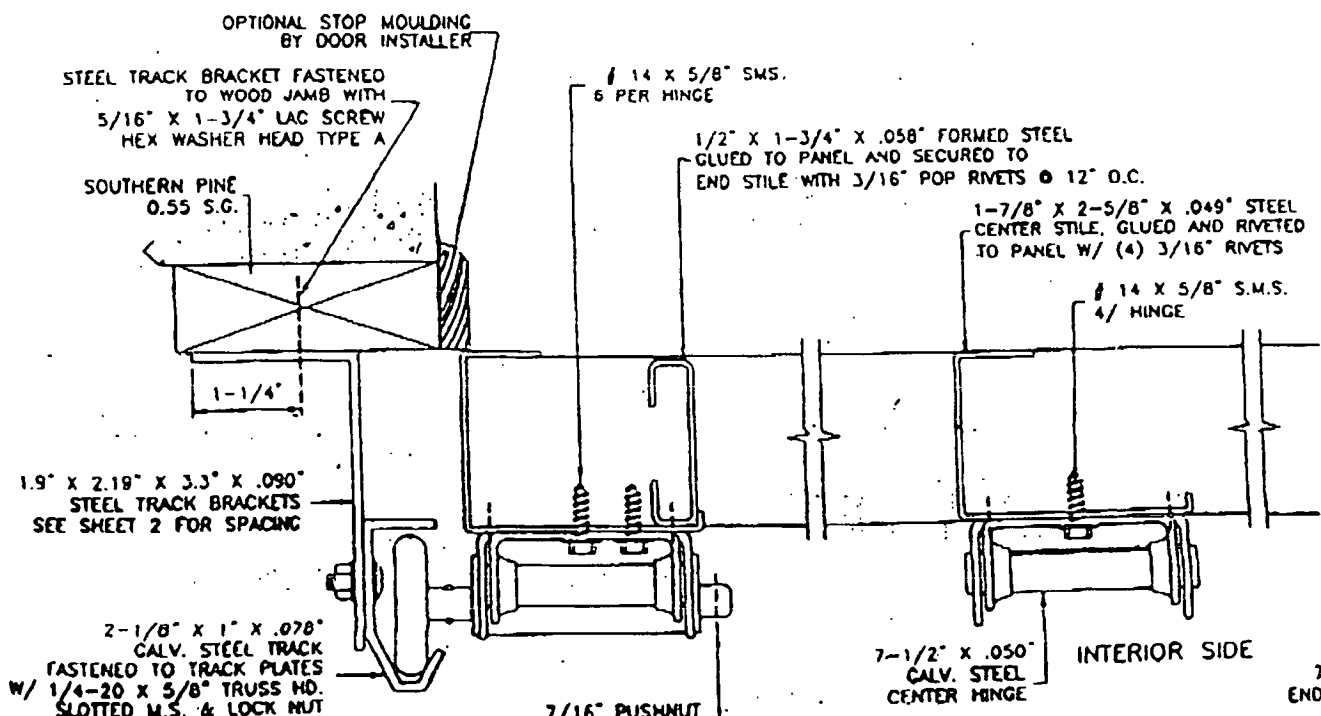 OPTIONAL STOP MOULDING
BY DOOR INSTALLER
STEEL TRACK BRACKET FASTENED
TO WOOD JAMB WITH
5/16" X 1-3/4" LAG SCREW
HEX WASHER HEAD TYPE A
SOUTHERN PINE
0.55 S.G.
# 14 X 5/8" SMS.
6 PER HINGE
1/2" X 1-3/4" X .058" FORMED STEEL
GLUED TO PANEL AND SECURED TO
END STILE WITH 3/16" POP RIVETS @ 12" O.C.
1-7/8" X 2-5/8" X .049" STEEL
CENTER STILE, GLUED AND RIVETED
TO PANEL W/ (4) 3/16" RIVETS
# 14 X 5/8" S.M.S.
4/ HINGE
1-1/4"
1.9" X 2.19" X 3.3" X .090"
STEEL TRACK BRACKETS
SEE SHEET 2 FOR SPACING
2-1/8" X 1" X .078"
GALV. STEEL TRACK
FASTENED TO TRACK PLATES
W/ 1/4-20 X 5/8" TRUSS HD.
SLOTTED M.S. & LOCK NUT
7/16" PUSHNUT
7-1/2" X .050"
GALV. STEEL
CENTER HINGE
INTERIOR SIDE
7
END